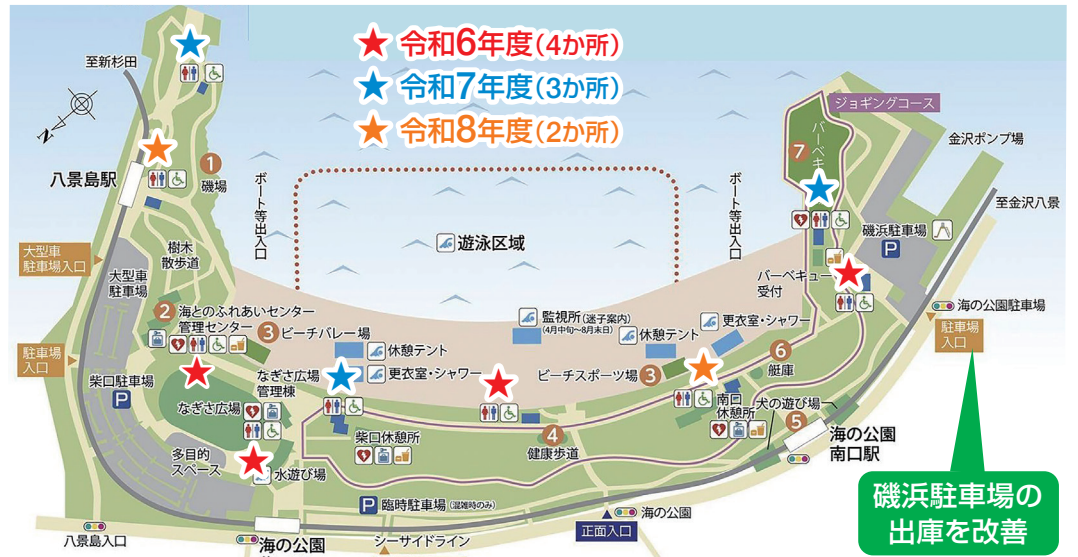 ★ 令和6年度(4か所)
★ 令和7年度(3か所)
★ 令和8年度(2か所)
至新杉田
N
八景島駅
1
磯場
ボート等出入口
遊泳区域
ボート等出入口
ジョギングコース
7
バーベキ
金沢ポンプ場
至金沢八景
磯浜駐車場
P
大型車
駐車場入口
大型車
駐車場
樹木
散歩道
バーベキュー
受付
海の公園駐車場
駐車場
入口
2 海とのふれあいセンター
管理センター
3 ビーチバレー場
監視所(迷子案内)
(4月中旬〜8月末日)
休憩テント
更衣室・シャワー
休憩テント
更衣室・シャワー
駐車場
入口
柴口駐車場
P
なぎさ広場
管理棟
ビーチスポーツ場 3
6
艇庫
なぎさ広場
柴口休憩所
4
健康歩道
南口
休憩所
犬の遊び場
5
海の公園
南口駅
多目的
スペース
水遊び場
P 臨時駐車場(混雑時のみ)
正面入口
海の公園
八景島入口
海の公園
シーサイドライン
磯浜駐車場の
出庫を改善